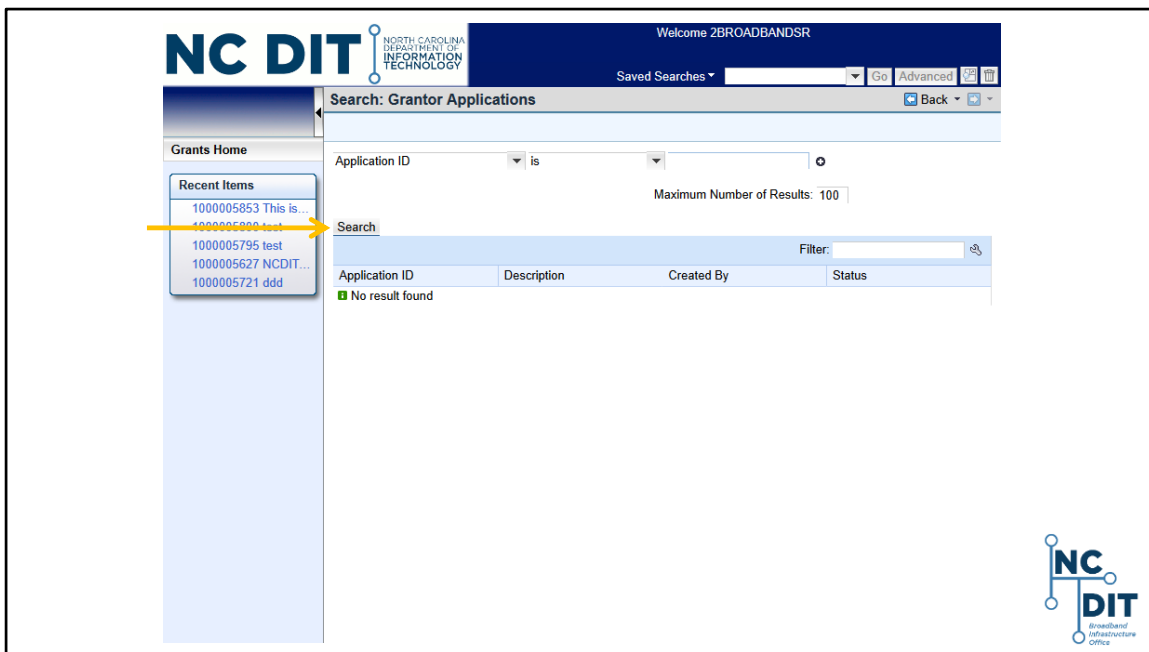 NC DIT
NORTH CAROLINA
DEPARTMENT OF
INFORMATION
TECHNOLOGY
Welcome 2BROADBANDSR
Saved Searches Go Advanced
Search: Grantor Applications Back
Grants Home
Application ID is
Recent Items
Maximum Number of Results: 100
1000005853 This is...
test
Search
1000005795 test
Filter:
1000005627 NCDIT...
Application ID Description Created By Status
1000005721 ddd
No result found
NC
DIT
Broadband
Infrastructure
Office